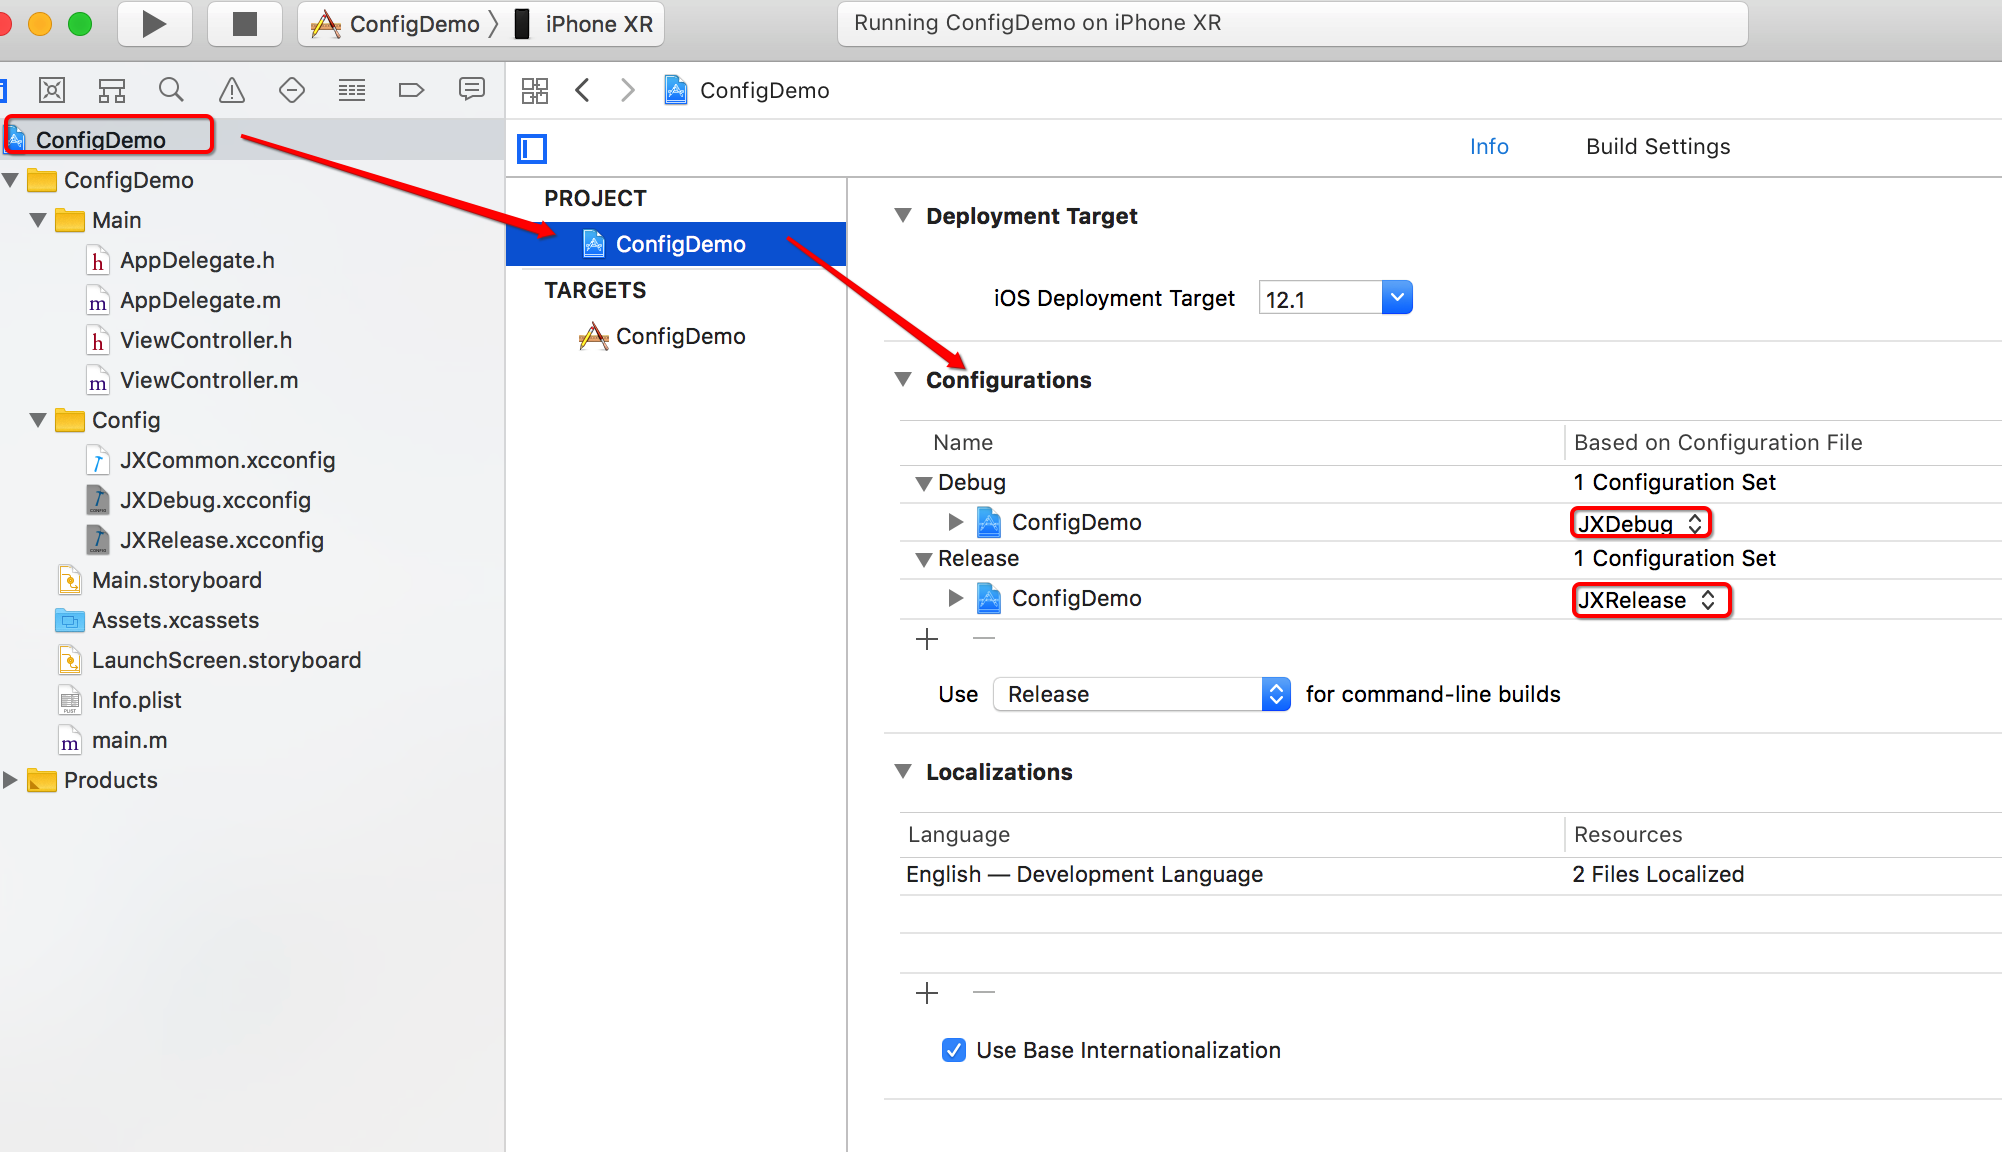 ConfigDemo 〉 iPhone XR
Running ConfigDemo on iPhone XR
ConfigDemo
ConfigDemo
Main
h AppDelegate.h
m AppDelegate.m
h ViewController.h
m ViewController.m
Config
JXCommon.xcconfig
JXDebug.xcconfig
JXRelease.xcconfig
Main.storyboard
Assets.xcassets
LaunchScreen.storyboard
Info.plist
m main.m
Products
ConfigDemo
Info Build Settings
PROJECT
ConfigDemo
TARGETS
ConfigDemo
Deployment Target
iOS Deployment Target 12.1
Configurations
Name Based on Configuration File
Debug 1 Configuration Set
ConfigDemo JXDebug
Release 1 Configuration Set
ConfigDemo JXRelease
Use Release for command-line builds
Localizations
Language Resources
English — Development Language 2 Files Localized
Use Base Internationalization